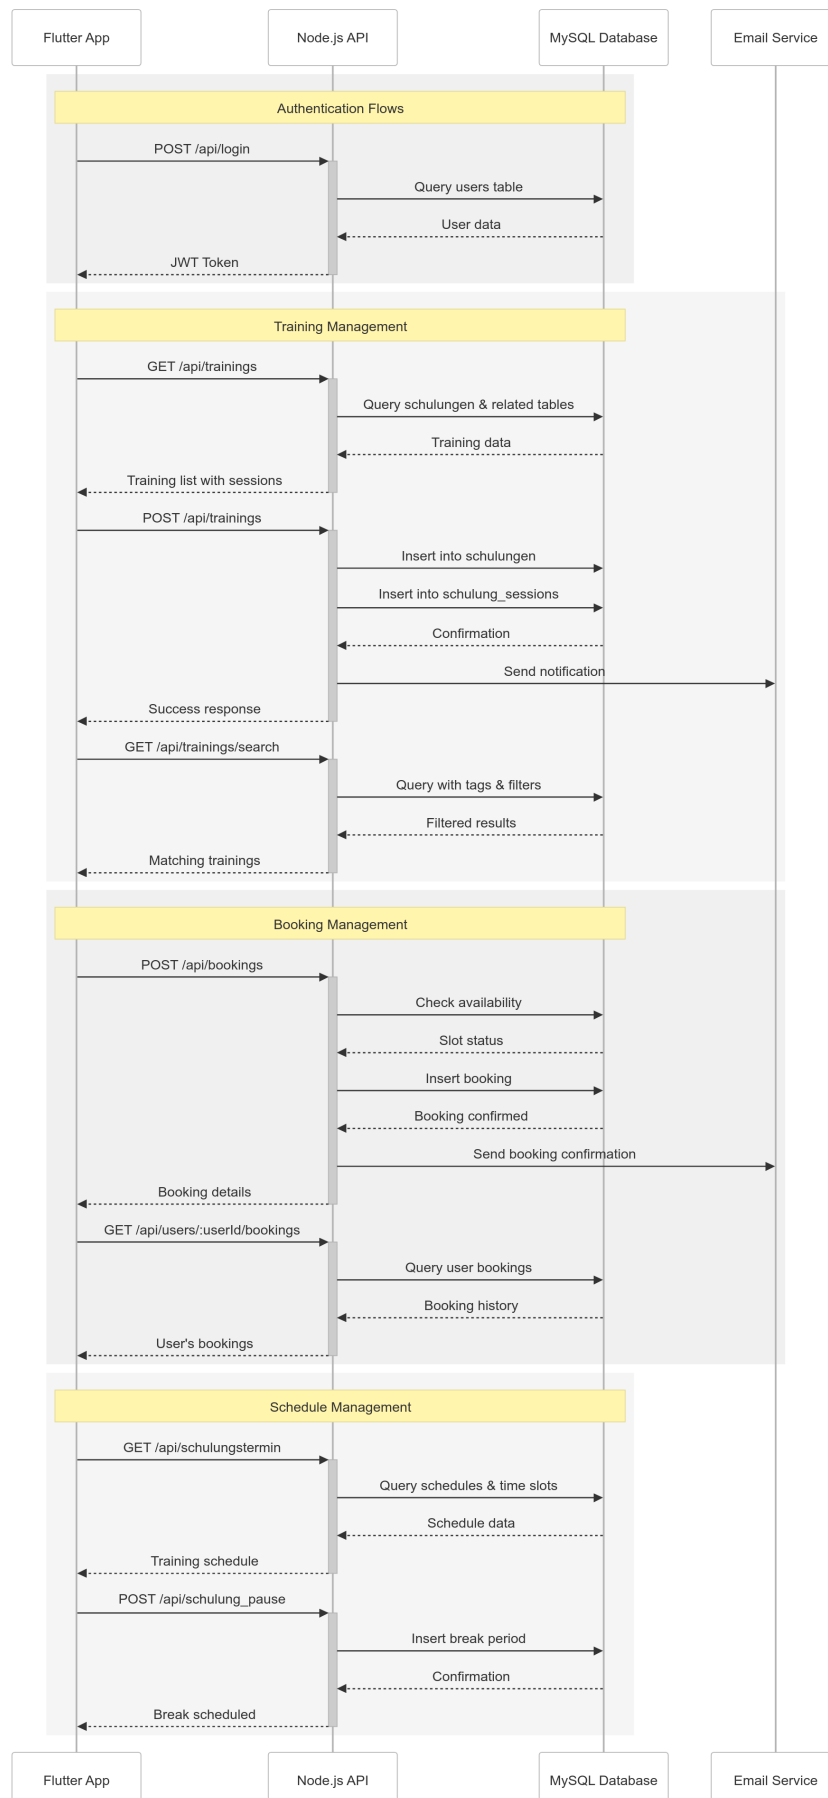 Flutter App
Node.js API
MySQL Database
Email Service
Authentication Flows
POST /api/login
Query users table
User data
JWT Token
Training Management
GET /api/trainings
Query schulungen & related tables
Training data
Training list with sessions
POST /api/trainings
Insert into schulungen
Insert into schulung_sessions
Confirmation
Send notification
Success response
GET /api/trainings/search
Query with tags & filters
Filtered results
Matching trainings
Booking Management
POST /api/bookings
Check availability
Slot status
Insert booking
Booking confirmed
Send booking confirmation
Booking details
GET /api/users/:userId/bookings
Query user bookings
Booking history
User's bookings
Schedule Management
GET /api/schulungstermin
Query schedules & time slots
Schedule data
Training schedule
POST /api/schulung_pause
Insert break period
Confirmation
Break scheduled
Flutter App
Node.js API
MySQL Database
Email Service